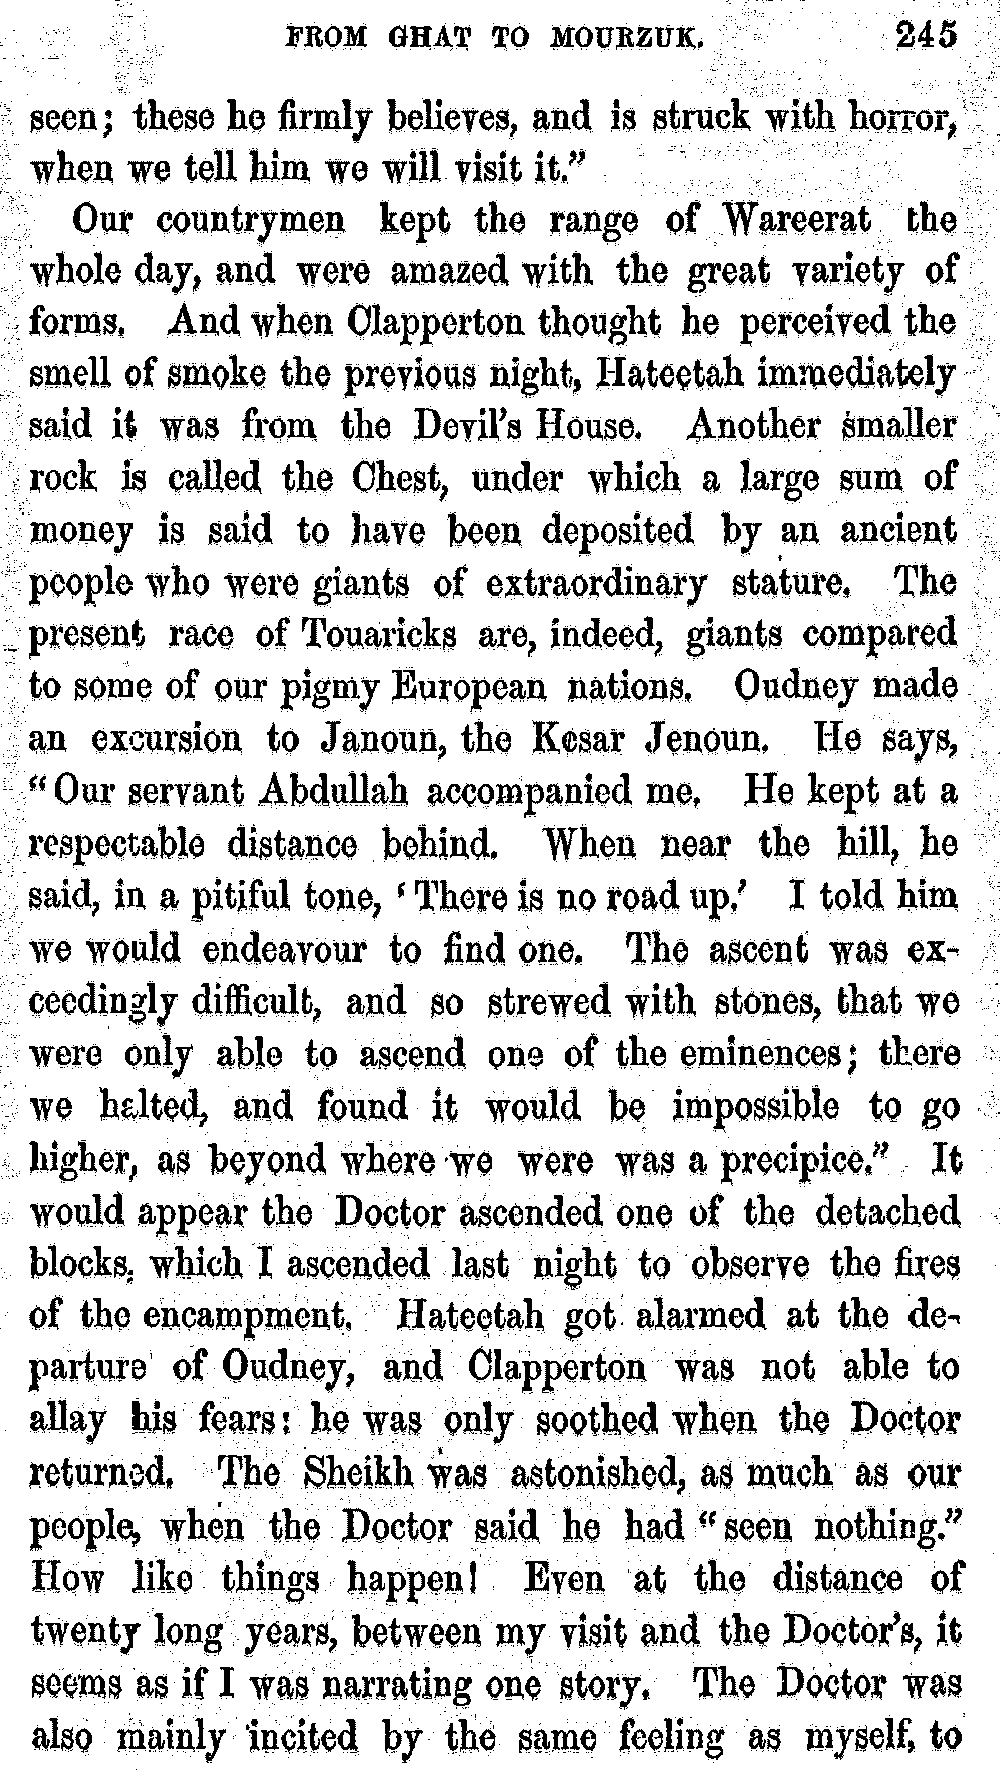 FROM GHAT TO MOURZUK. 245
seen; these he firmly believes, and is struck with horror,
when we tell him we will visit it.”
Our countrymen kept the range of Wareerat the
whole day, and were amazed with the great variety of
forms. And when Clapperton thought he perceived the
smell of smoke the previous night, Hateetah immediately
said it was from the Devil’s House. Another smaller
rock is called the Chest, under which a large sum of
money is said to have been deposited by an ancient
people who were giants of extraordinary stature. The
present race of Touaricks are, indeed, giants compared
to some of our pigmy European nations. Oudney made
an excursion to Janoun, the Kesar Jenoun. He says,
“Our servant Abdullah accompanied me. He kept at a
respectable distance behind. When near the hill, he
said, in a pitiful tone, ‘There is no road up.’ I told him
we would endeavour to find one. The ascent was ex-
ceedingly difficult, and so strewed with stones, that we
were only able to ascend one of the eminences; there
we halted, and found it would be impossible to go
higher, as beyond where we were was a precipice.” It
would appear the Doctor ascended one of the detached
blocks, which I ascended last night to observe the fires
of the encampment. Hateetah got alarmed at the de-
parture of Oudney, and Clapperton was not able to
allay his fears: he was only soothed when the Doctor
returned. The Sheikh was astonished, as much as our
people, when the Doctor said he had “seen nothing.”
How like things happen! Even at the distance of
twenty long years, between my visit and the Doctor’s, it
seems as if I was narrating one story. The Doctor was
also mainly incited by the same feeling as myself, to